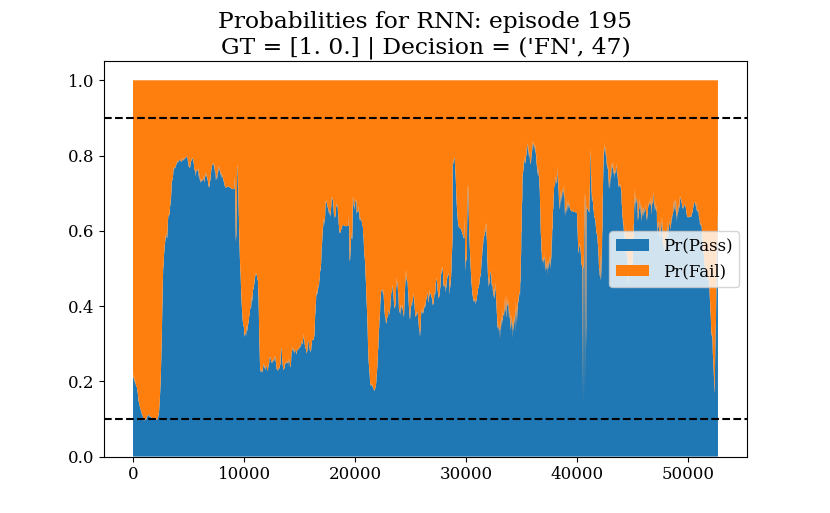 Probabilities for RNN: episode 195
GT = [1. 0.] | Decision = ('FN', 47)
1.0
0.8
0.6
0.4
0.2
0.0
Pr(Pass)
Pr(Fail)
0 10000 20000 30000 40000 50000